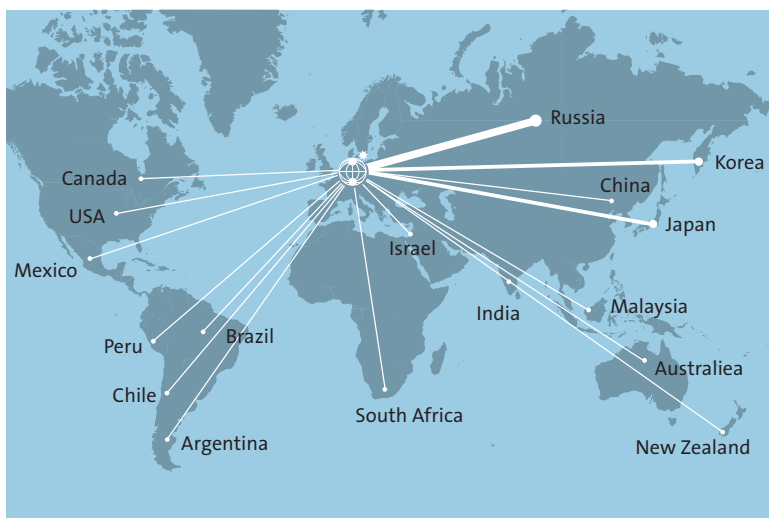 Russia
Korea
Canada
China
USA
Japan
Israel
Mexico
India
Malaysia
Brazil
Peru
Australiea
Chile
South Africa
Argentina
New Zealand